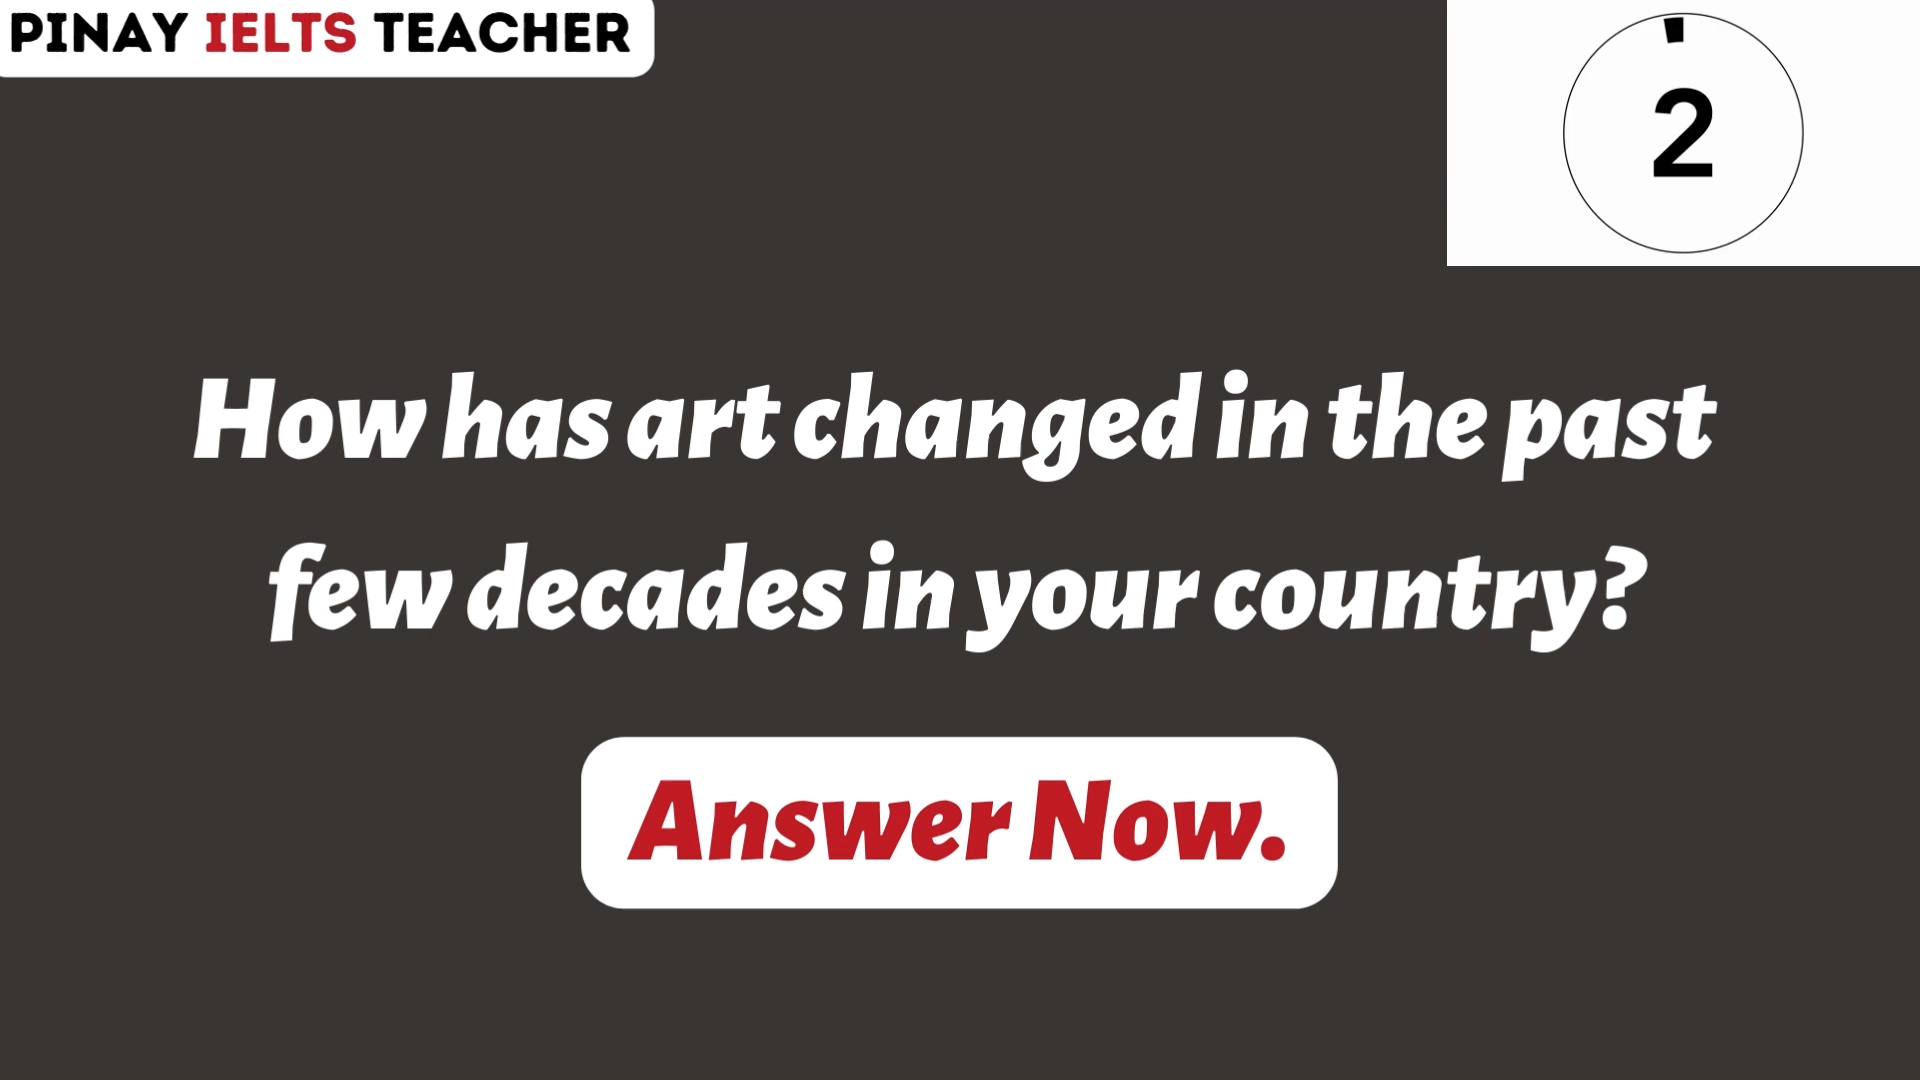 PINAY IELTS TEACHER
2
How has art changed in the past
few decades in your country?
Answer Now.